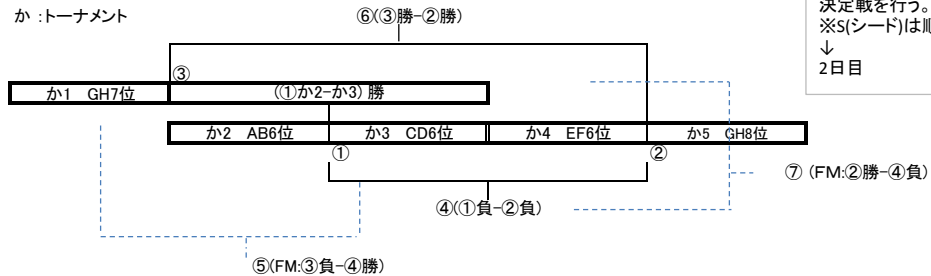 決定戦を行う。
か :トーナメント
⑥(③勝-②勝)
※S(シード)は順
↓
2日目
③
か1 GH7位
(①か2-か3) 勝
か2 AB6位
か3 CD6位
か4 EF6位
か5 GH8位
①
②
⑦ (FM:②勝-④負)
④(①負-②負)
⑤(FM:③負-④勝)